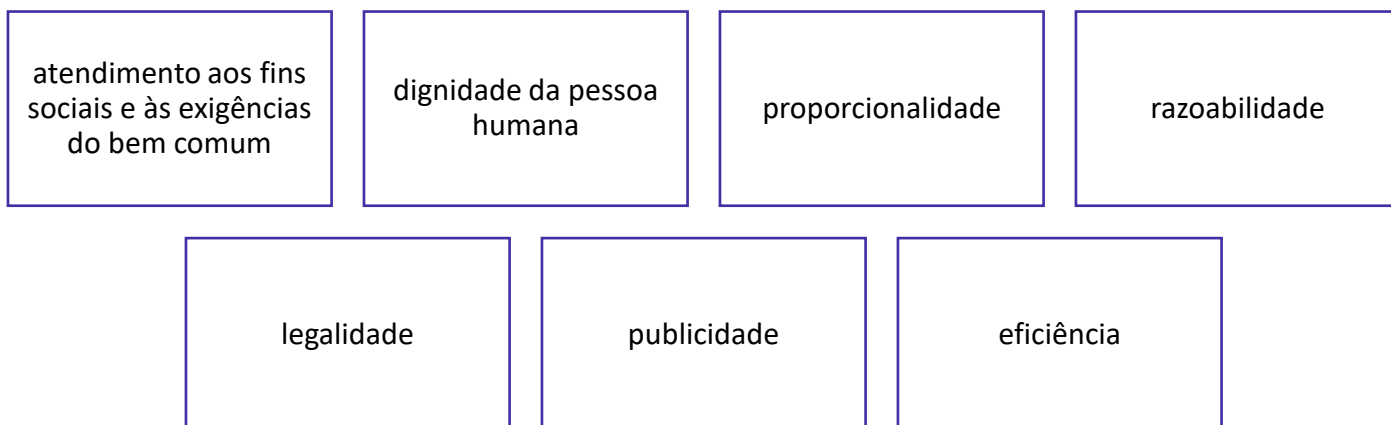 atendimento aos fins
sociais e às exigências
do bem comum
dignidade da pessoa
humana
proporcionalidade
razoabilidade
legalidade
publicidade
eficiência